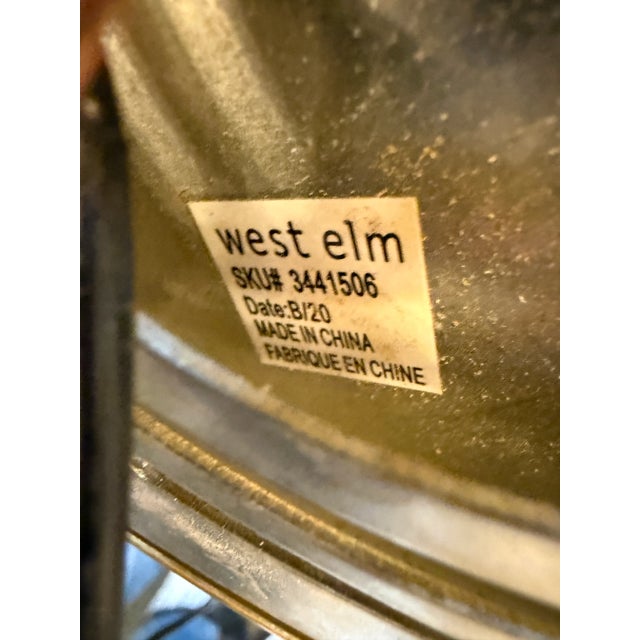 west elm
SKU# 3441506
Date:B/20
MADE IN CHINA
FABRIQUE EN CHINE